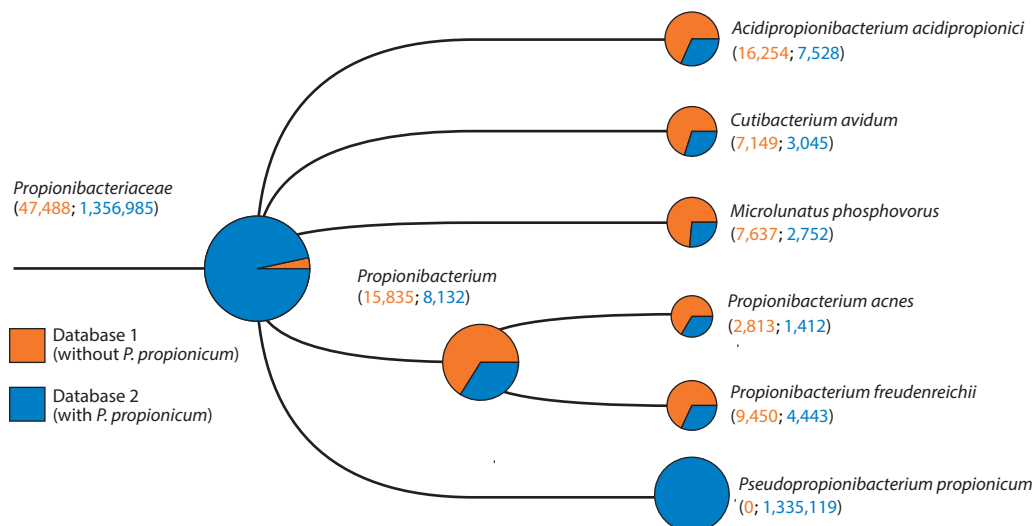 Acidipropionibacterium acidipropionici
(16,254; 7,528)
Cutibacterium avidum
(7,149; 3,045)
Propionibacteriaceae
(47,488; 1,356,985)
Microlunatus phosphovorus
(7,637; 2,752)
Propionibacterium
(15,835; 8,132)
Propionibacterium acnes
(2,813; 1,412)
Database 1
(without P. propionicum)
Database 2
(with P. propionicum)
Propionibacterium freudenreichii
(9,450; 4,443)
Pseudopropionibacterium propionicum
(0; 1,335,119)